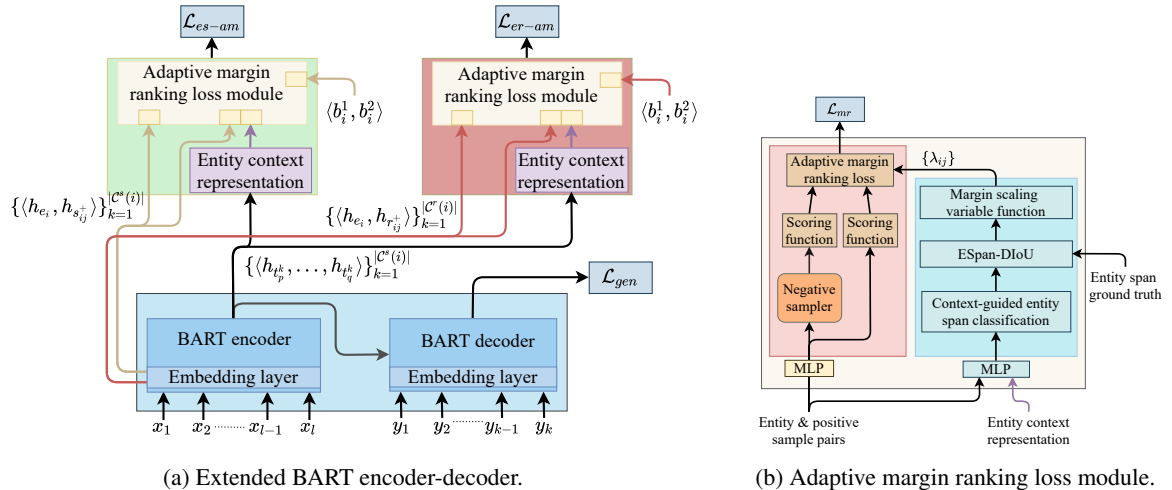 ℒ_{es−am}
ℒ_{er−am}
Adaptive margin
ranking loss module
⟨b_i^1, b_i^2⟩
Entity context
representation
Adaptive margin
ranking loss module
⟨b_i^1, b_i^2⟩
Entity context
representation
{⟨h_{e_i}, h_{s_{ij}^+}⟩}_{k=1}^{|𝒞^s(i)|}
{⟨h_{e_i}, h_{r_{ij}^+}⟩}_{k=1}^{|𝒞^r(i)|}
{⟨h_{t_p^k}, . . . , h_{t_q^k}⟩}_{k=1}^{|𝒞^s(i)|}
ℒ_{gen}
BART encoder
Embedding layer
BART decoder
Embedding layer
x_1 x_2 ......... x_{l−1} x_l
y_1 y_2 ......... y_{k−1} y_k
(a) Extended BART encoder-decoder.
ℒ_{mr}
Adaptive margin
ranking loss
{λ_{ij}}
Scoring
function
Scoring
function
Negative
sampler
MLP
Margin scaling
variable function
ESpan-DIoU
Context-guided entity
span classification
MLP
Entity span
ground truth
Entity & positive
sample pairs
Entity context
representation
(b) Adaptive margin ranking loss module.